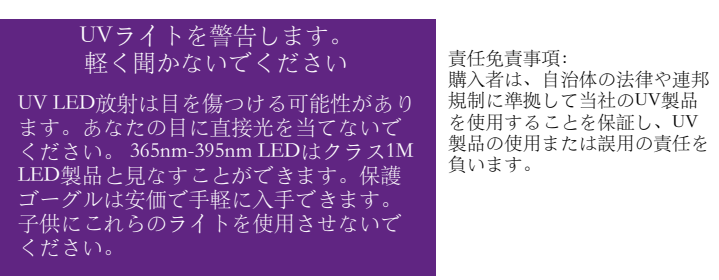 UVライトを警告します。
軽く聞かないでください
UV LED放射は目を傷つける可能性があり
ます。あなたの目に直接光を当てないで
ください。 365nm-395nm LEDはクラス1M
LED製品と見なすことができます。保護
ゴーグルは安価で手軽に入手できます。
子供にこれらのライトを使用させないで
ください。
責任免責事項:
購入者は、自治体の法律や連邦
規制に準拠して当社のUV製品
を使用することを保証し、UV
製品の使用または誤用の責任を
負います。